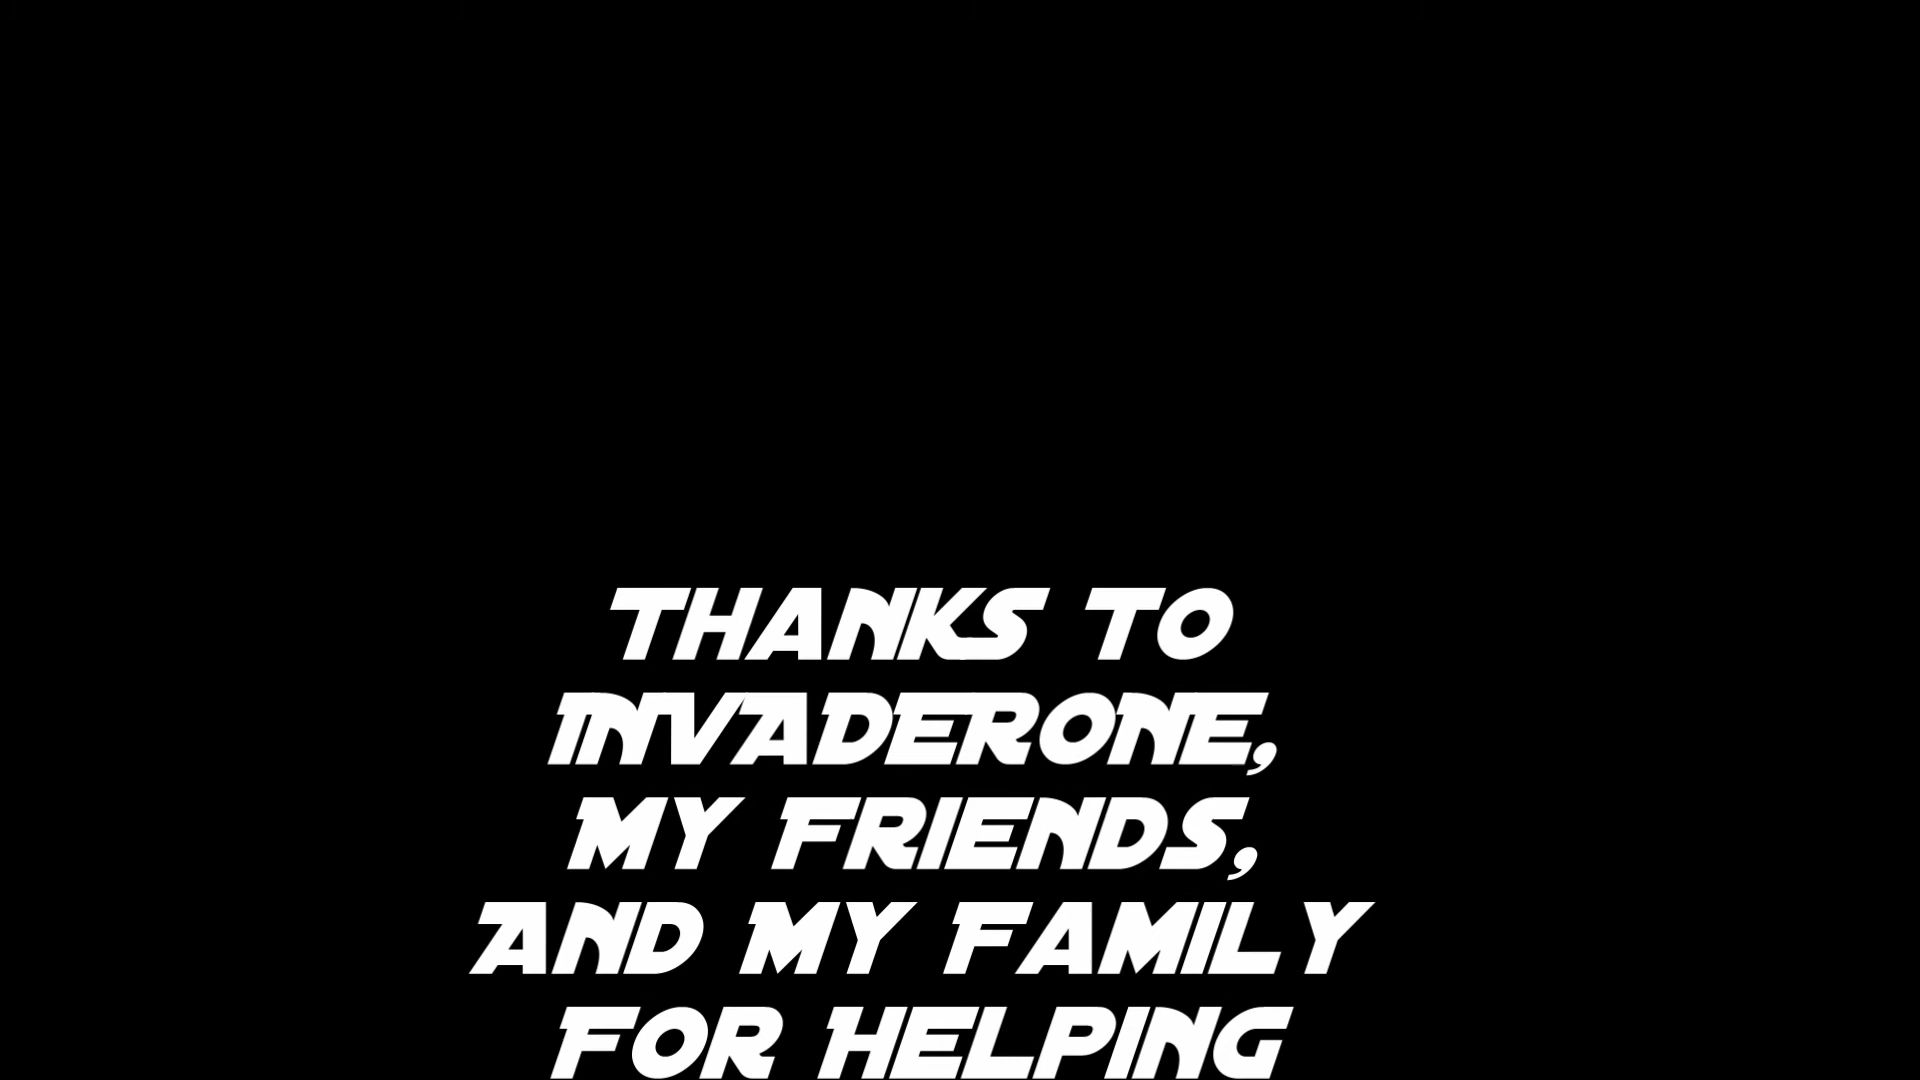 THANKS TO
INVADERONE,
MY FRIENDS,
AND MY FAMILY
FOR HELPING